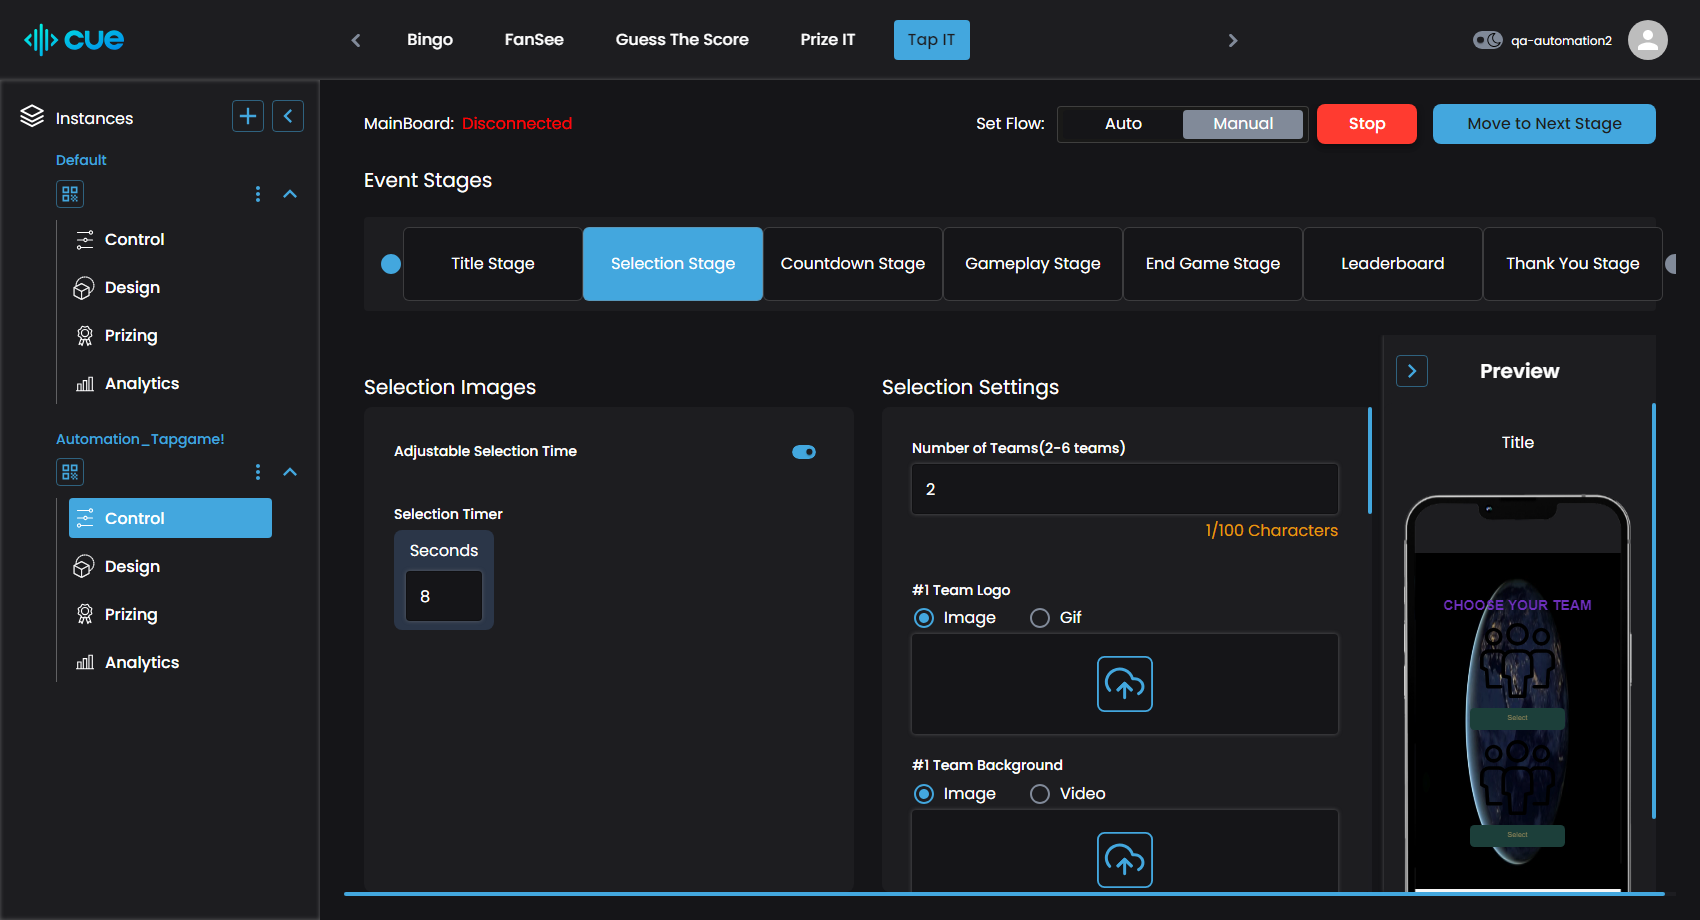 cue
Bingo
FanSee
Guess The Score
Prize IT
Tap IT
qa-automation2
Instances
Default
Control
Design
Prizing
Analytics
Automation_Tapgame!
Control
Design
Prizing
Analytics
MainBoard: Disconnected
Set Flow:
Auto
Manual
Stop
Move to Next Stage
Event Stages
Title Stage
Selection Stage
Countdown Stage
Gameplay Stage
End Game Stage
Leaderboard
Thank You Stage
Selection Images
Adjustable Selection Time
Selection Timer
Seconds
8
Selection Settings
Number of Teams(2-6 teams)
2
1/100 Characters
#1 Team Logo
Image
Gif
#1 Team Background
Image
Video
Preview
Title
CHOOSE YOUR TEAM
Select
Select